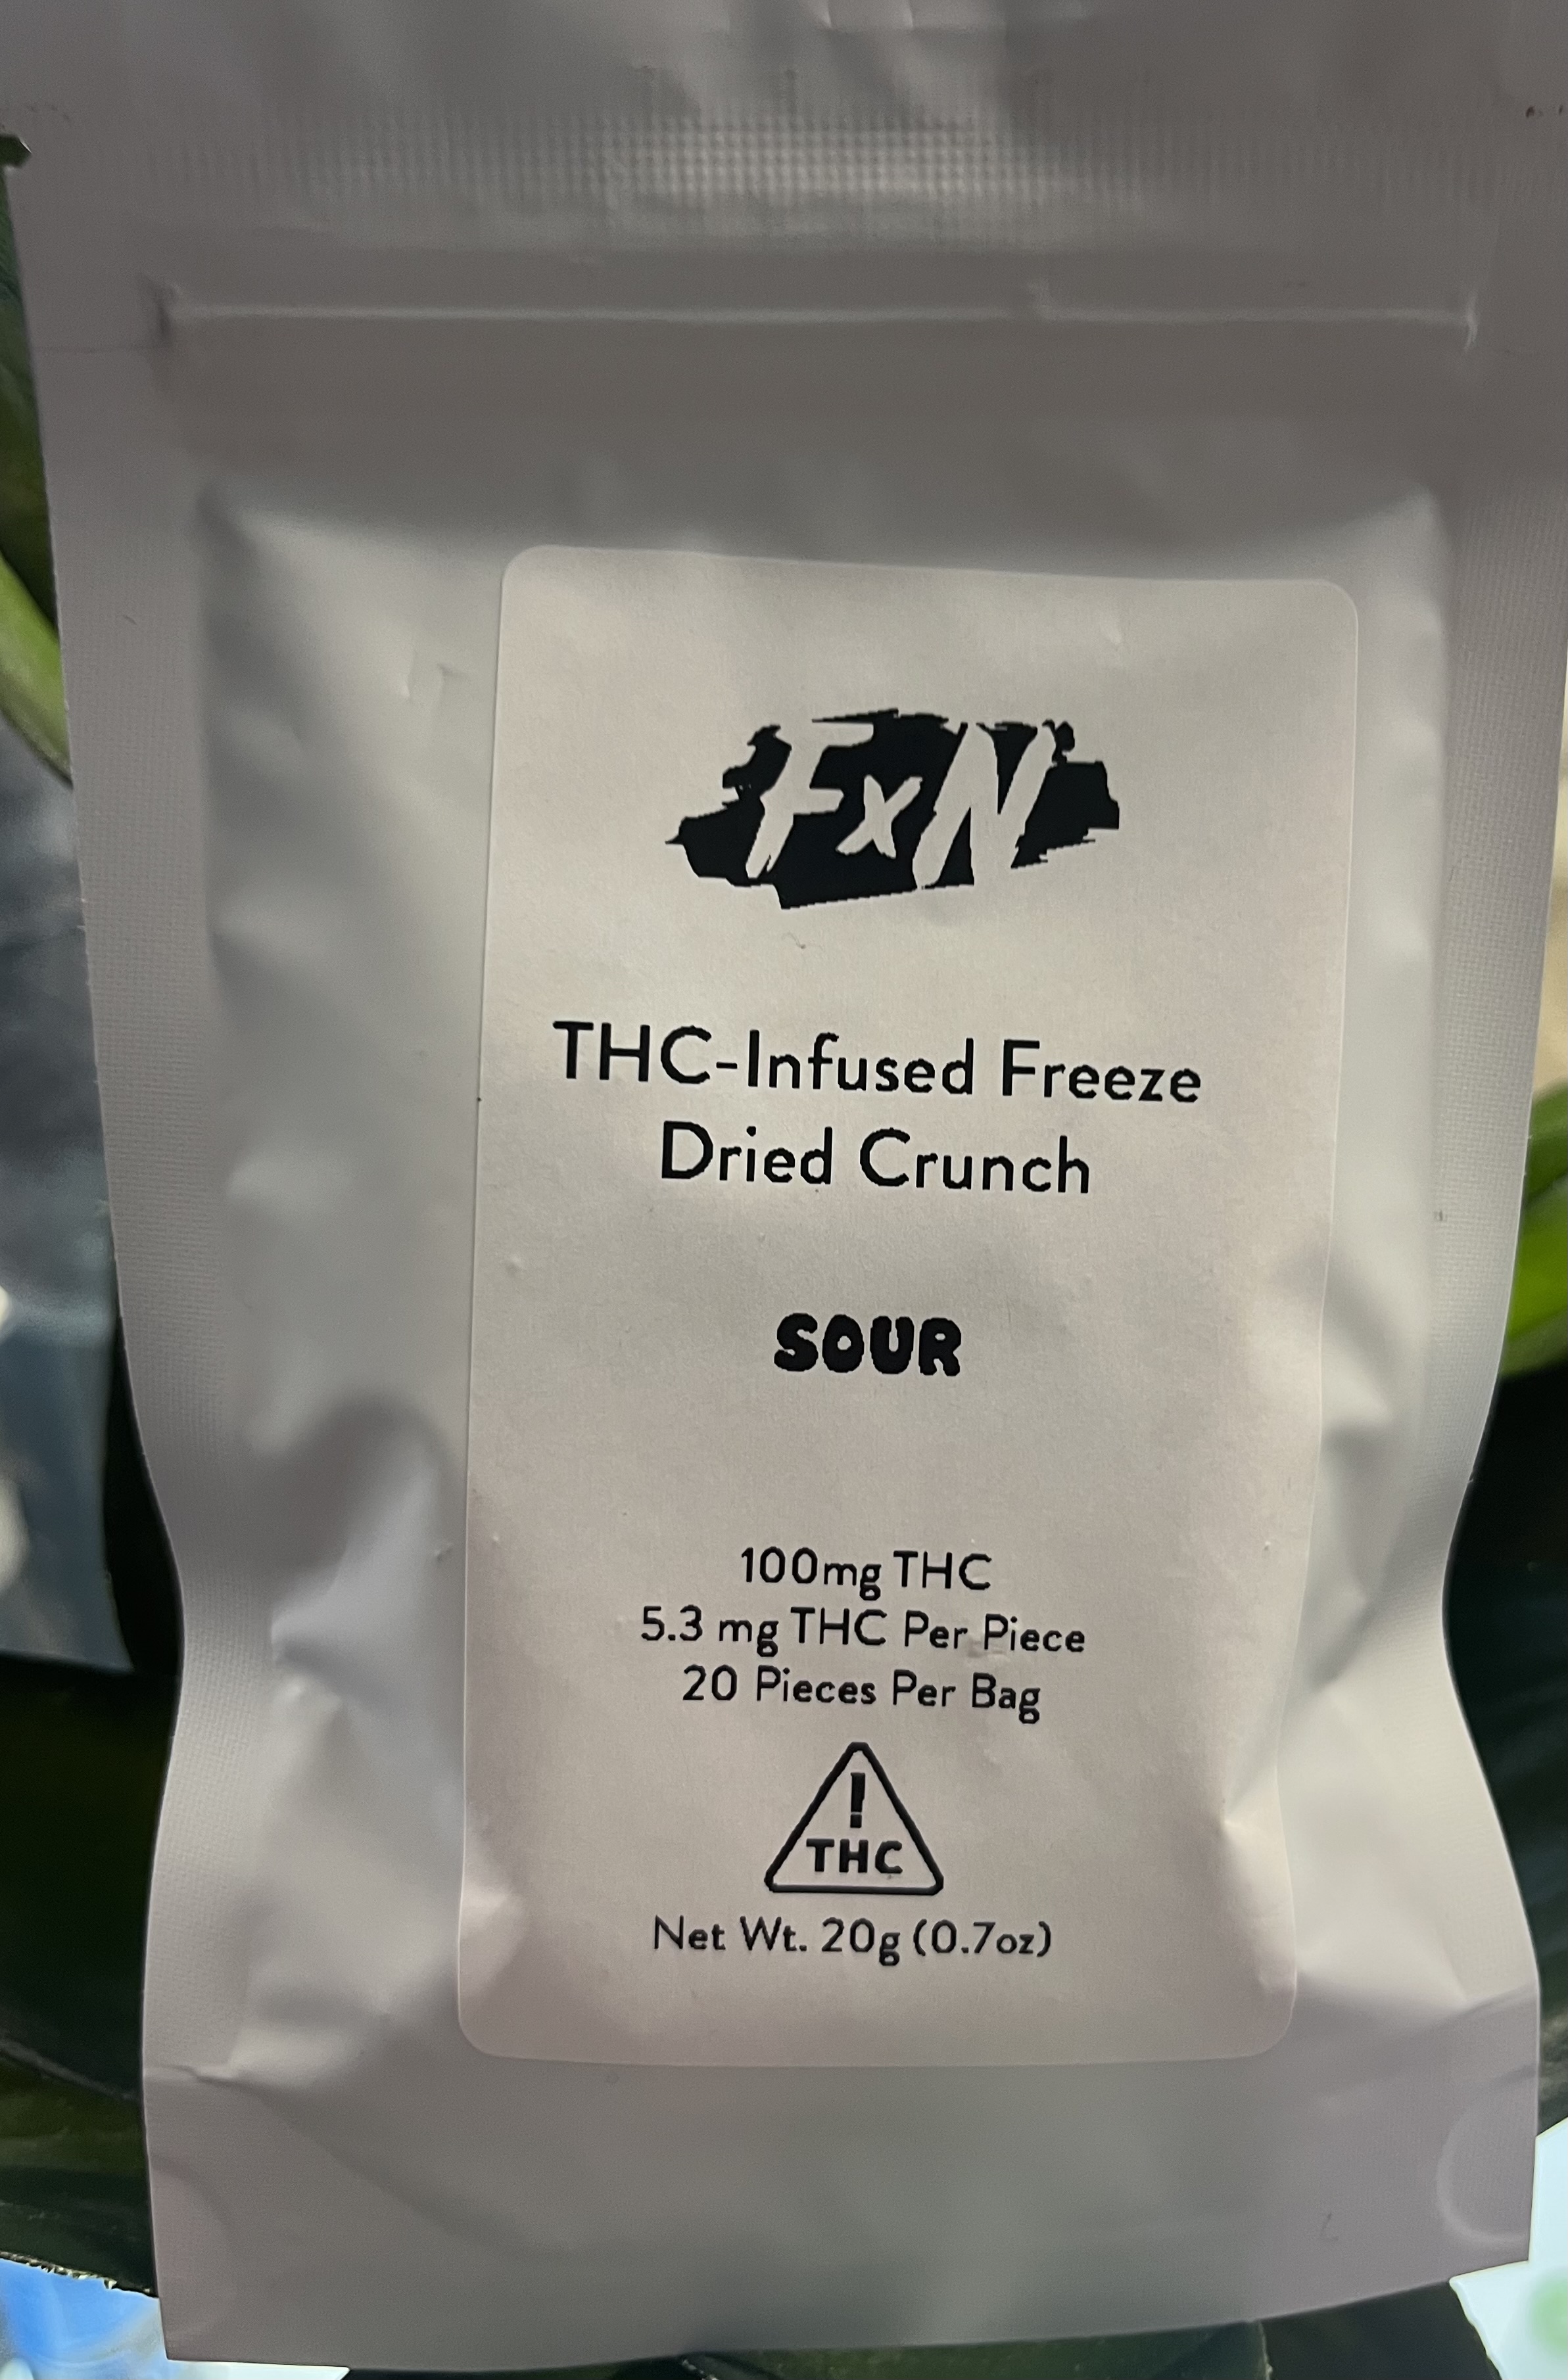 FxN
THC-Infused Freeze
Dried Crunch
SOUR
100mg THC
5.3 mg THC Per Piece
20 Pieces Per Bag
!
THC
Net Wt. 20g (0.7oz)